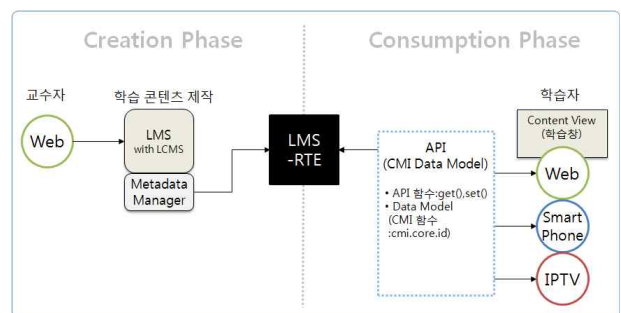 Creation Phase
Consumption Phase
교수자
학습 콘텐츠 제작
학습자
Web
LMS
with LCMS
Metadata
Manager
LMS
-RTE
API
(CMI Data Model)
• API 함수:get(),set()
• Data Model
(CMI 함수
:cmi.core.id)
Content View
(학습창)
Web
Smart
Phone
IPTV